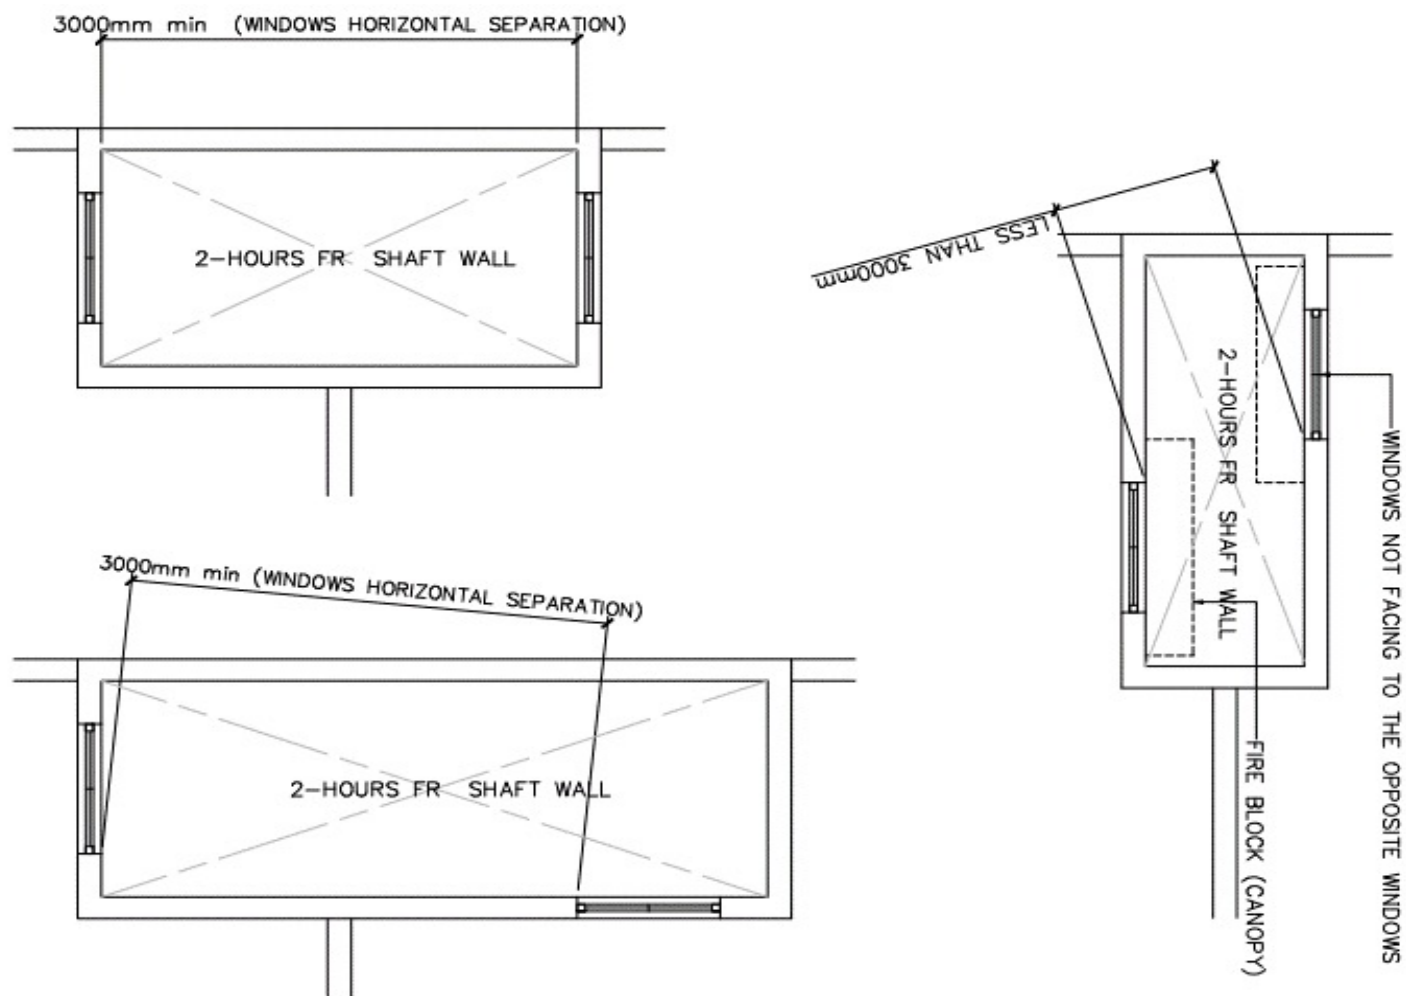 3000mm min (WINDOWS HORIZONTAL SEPARATION)
2-HOURS FR SHAFT WALL
3000mm min (WINDOWS HORIZONTAL SEPARATION)
2-HOURS FR SHAFT WALL
LESS THAN 3000mm
2-HOURS FR SHAFT WALL
WINDOWS NOT FACING TO THE OPPOSITE WINDOWS
FIRE BLOCK (CANOPY)